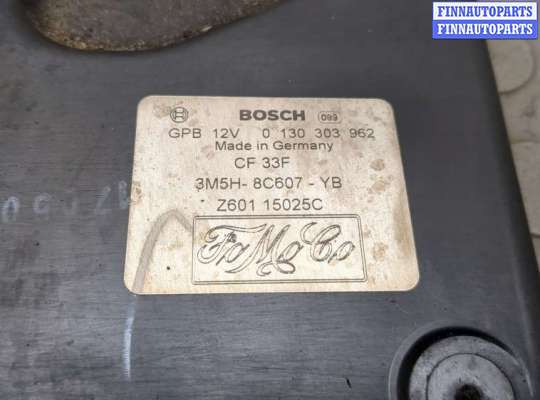 FINNAUTOPARTS
FINNAUTOPARTS
BOSCH 099
GPB 12V 0 130 303 962
Made in Germany
CF 33F
3M5H- 8C607 - YB
Z601 15025C
FoMoCo